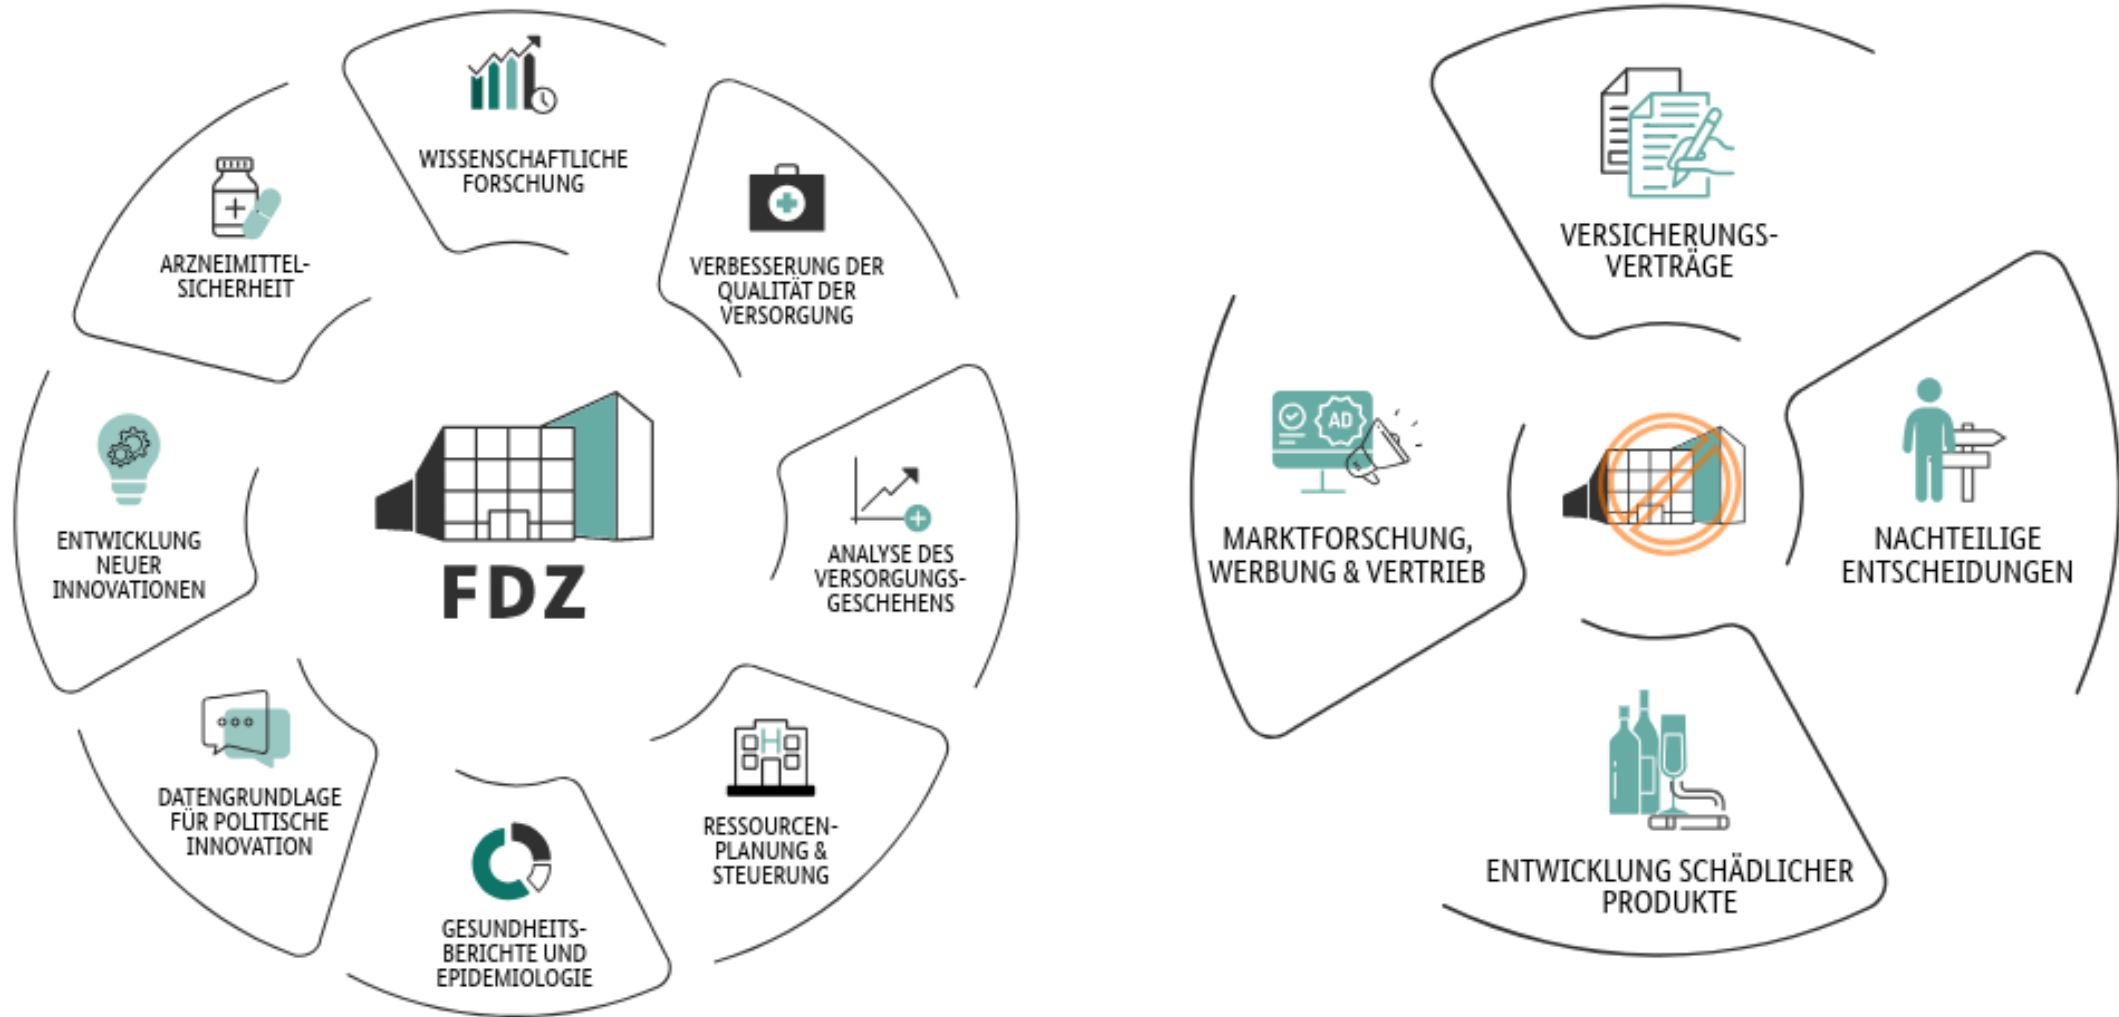 WISSENSCHAFTLICHE
FORSCHUNG
VERBESSERUNG DER
QUALITÄT DER
VERSORGUNG
ANALYSE DES
VERSORGUNGS-
GESCHEHENS
RESSOURCEN-
PLANUNG &
STEUERUNG
GESUNDHEITS-
BERICHTE UND
EPIDEMIOLOGIE
DATENGRUNDLAGE
FÜR POLITISCHE
INNOVATION
ENTWICKLUNG
NEUER
INNOVATIONEN
ARZNEIMITTEL-
SICHERHEIT
FDZ
H
VERSICHERUNGS-
VERTRÄGE
NACHTEILIGE
ENTSCHEIDUNGEN
ENTWICKLUNG SCHÄDLICHER
PRODUKTE
AD
MARKTFORSCHUNG,
WERBUNG & VERTRIEB